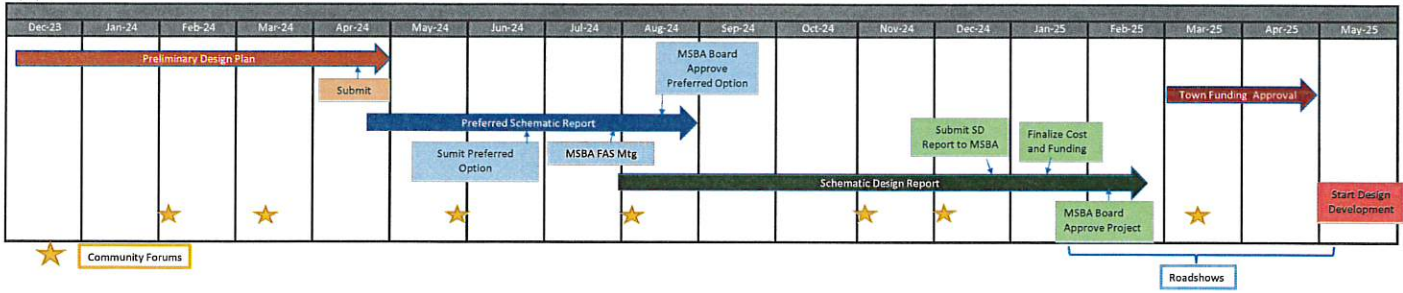 Dec-23 Jan-24 Feb-24 Mar-24 Apr-24 May-24 Jun-24 Jul-24 Aug-24 Sep-24 Oct-24 Nov-24 Dec-24 Jan-25 Feb-25 Mar-25 Apr-25 May-25
Preliminary Design Plan
Submit
MSBA Board
Approve
Preferred Option
Town Funding Approval
Preferred Schematic Report
Sumit Preferred
Option
MSBA FAS Mtg
Submit SD
Report to MSBA
Finalize Cost
and Funding
Schematic Design Report
MSBA Board
Approve Project
Start Design
Development
Community Forums
Roadshows